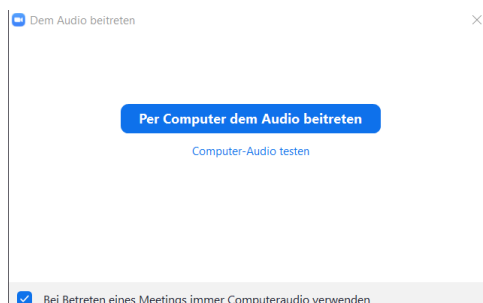 Dem Audio beitreten
Per Computer dem Audio beitreten
Computer-Audio testen
Bei Betreten eines Meetings immer Computeraudio verwenden